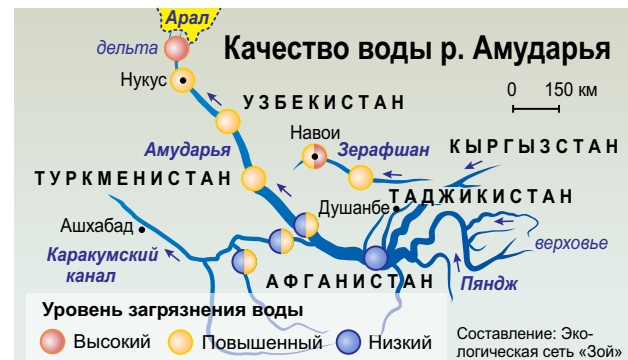 Арал
Качество воды р. Амударья
дельта
Нукус
0 150 км
УЗБЕКИСТАН
Навои
Амударья
Зерафшан
КЫРГЫЗСТАН
ТУРКМЕНИСТАН
ТАДЖИКИСТАН
Душанбе
Ашхабад
верховье
Каракумский
канал
АФГАНИСТАН
Пяндж
Уровень загрязнения воды
Высокий Повышенный Низкий
Составление: Эко-
логическая сеть «Зой»